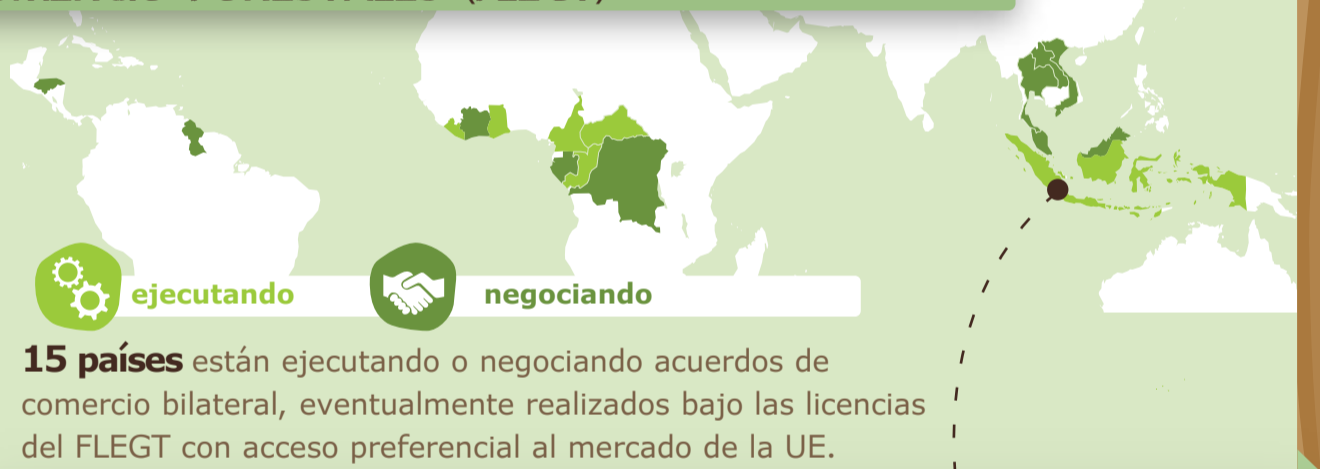 (FLEGT)
ejecutando
negociando
15 países están ejecutando o negociando acuerdos de
comercio bilateral, eventualmente realizados bajo las licencias
del FLEGT con acceso preferencial al mercado de la UE.